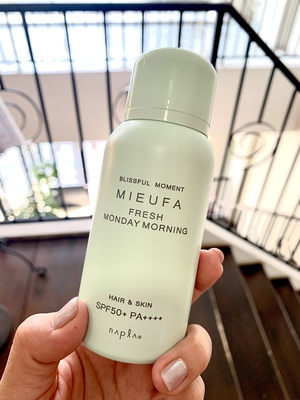 BLISSFUL MOMENT
MIEUFA
FRESH
MONDAY MORNING
HAIR & SKIN
SPF50+ PA++++
napla